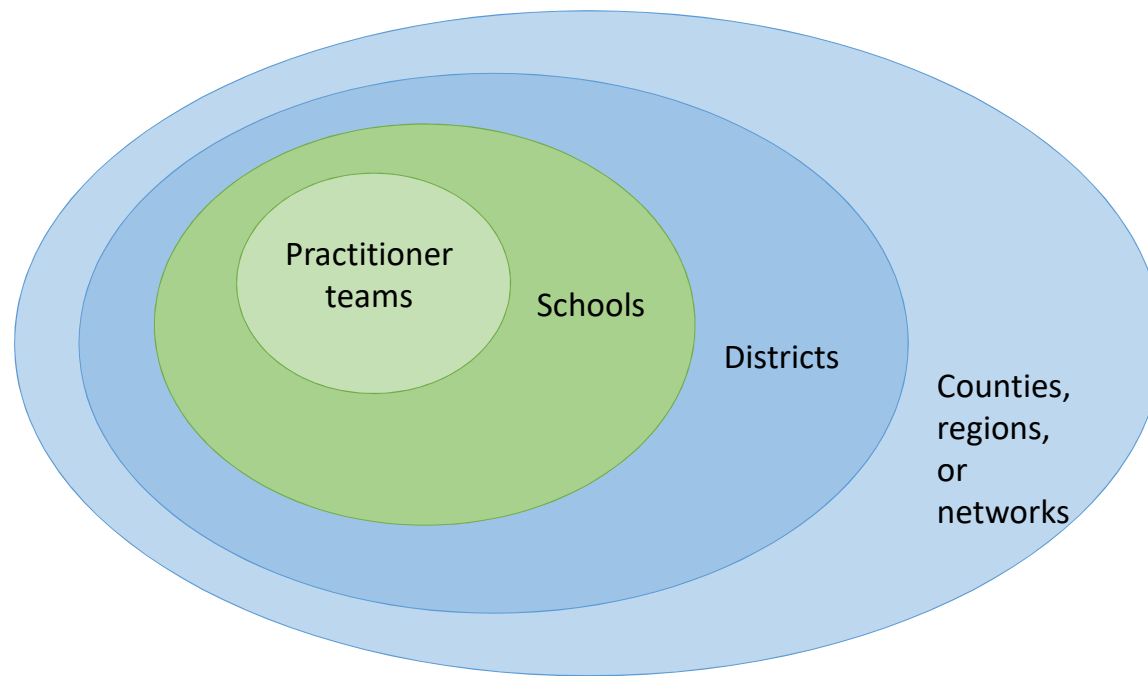 Practitioner
teams
Schools
Districts
Counties,
regions,
or
networks